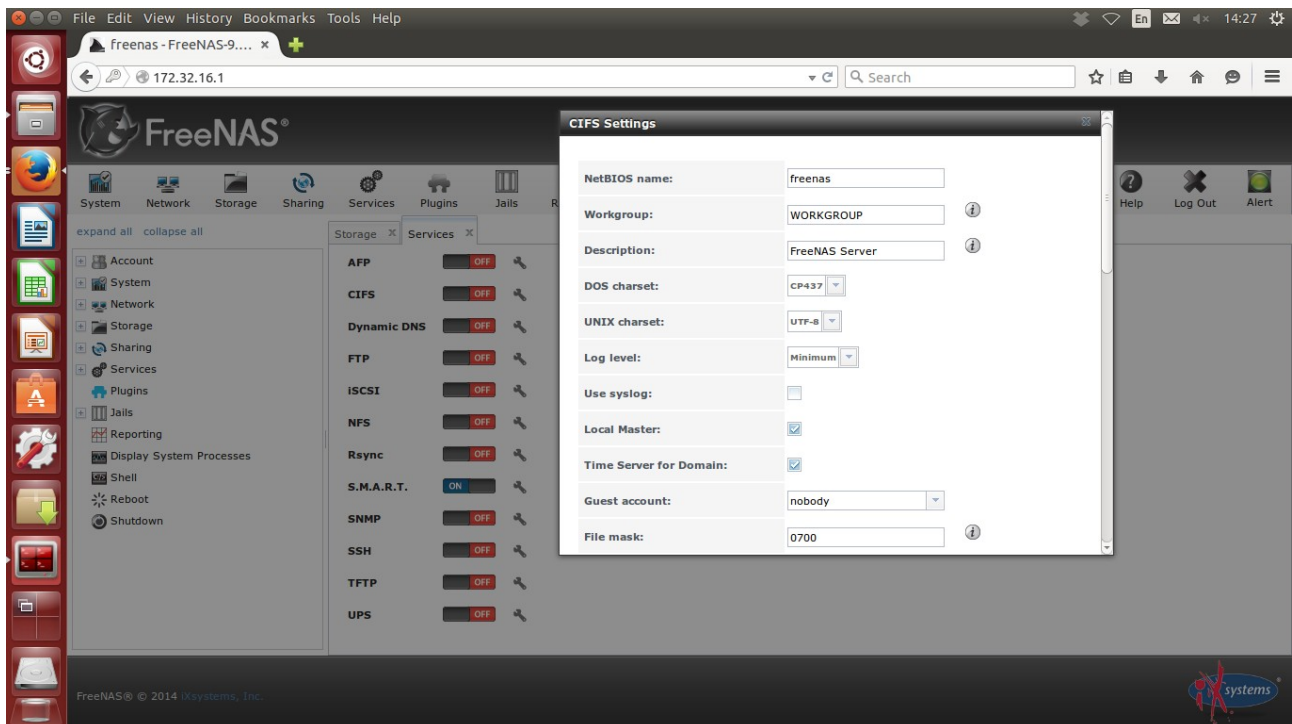 File Edit View History Bookmarks Tools Help
En
14:27
freenas - FreeNAS-9....
172.32.16.1
Search
FreeNAS®
System
Network
Storage
Sharing
Services
Plugins
Jails
R
Help
Log Out
Alert
expand all collapse all
Account
System
Network
Storage
Sharing
Services
Plugins
Jails
Reporting
Display System Processes
Shell
Reboot
Shutdown
Storage
Services
AFP OFF
CIFS OFF
Dynamic DNS OFF
FTP OFF
iSCSI OFF
NFS OFF
Rsync OFF
S.M.A.R.T. ON
SNMP OFF
SSH OFF
TFTP OFF
UPS OFF
CIFS Settings
NetBIOS name: freenas
Workgroup: WORKGROUP
Description: FreeNAS Server
DOS charset: CP437
UNIX charset: UTF-8
Log level: Minimum
Use syslog:
Local Master:
Time Server for Domain:
Guest account: nobody
File mask: 0700
FreeNAS® © 2014 iXsystems, Inc.
iXsystems